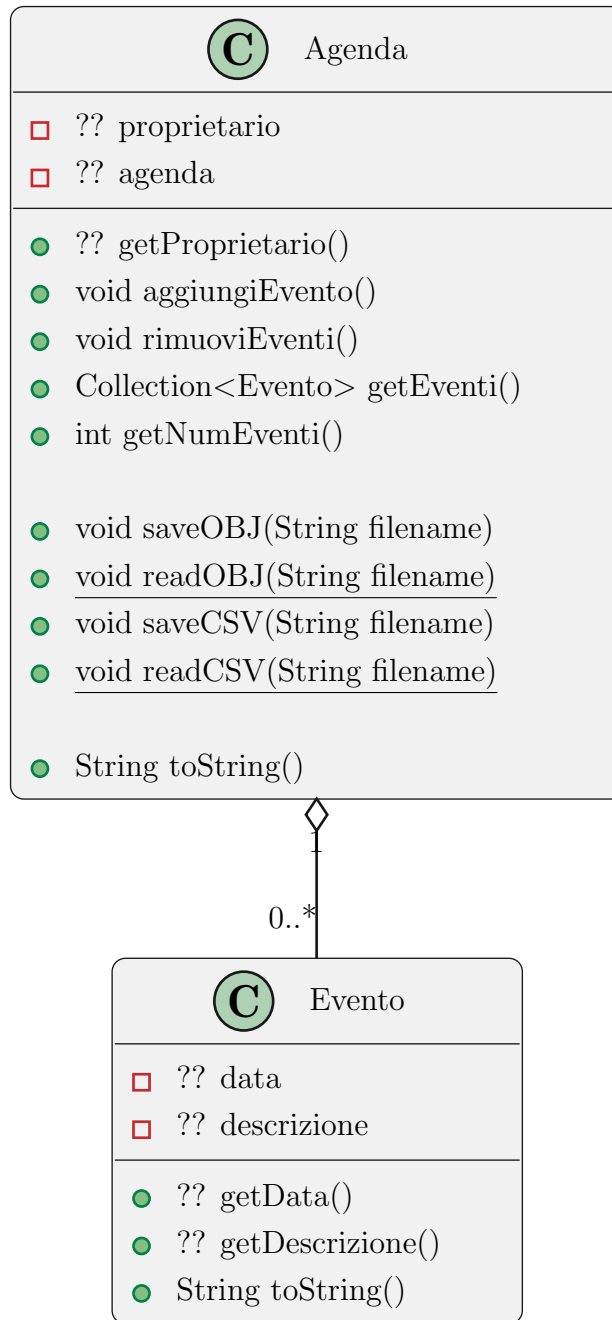 C Agenda
?? proprietario
?? agenda
?? getProprietario()
void aggiungiEvento()
void rimuoviEventi()
Collection<Evento> getEventi()
int getNumEventi()
void saveOBJ(String filename)
void readOBJ(String filename)
void saveCSV(String filename)
void readCSV(String filename)
String toString()
1
0..*
C Evento
?? data
?? descrizione
?? getData()
?? getDescrizione()
String toString()